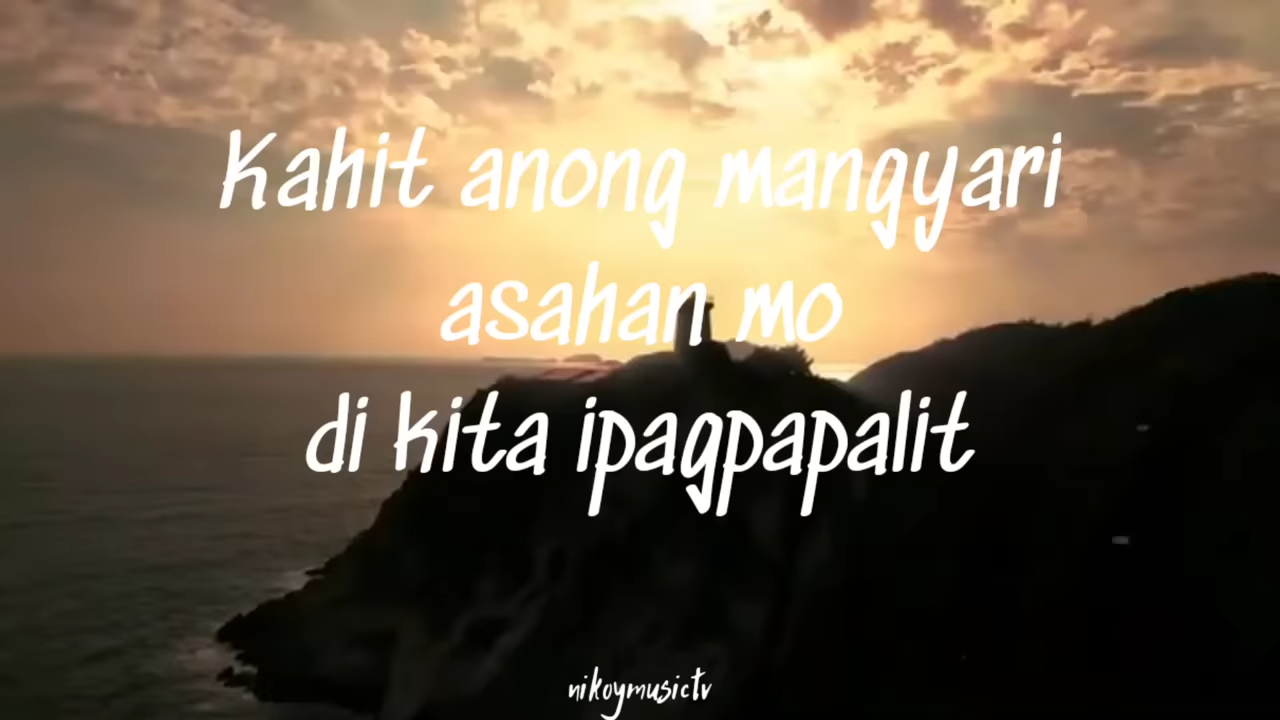 Kahit anong mangyari
asahan mo
di kita ipagpapalit
nikoymusictv